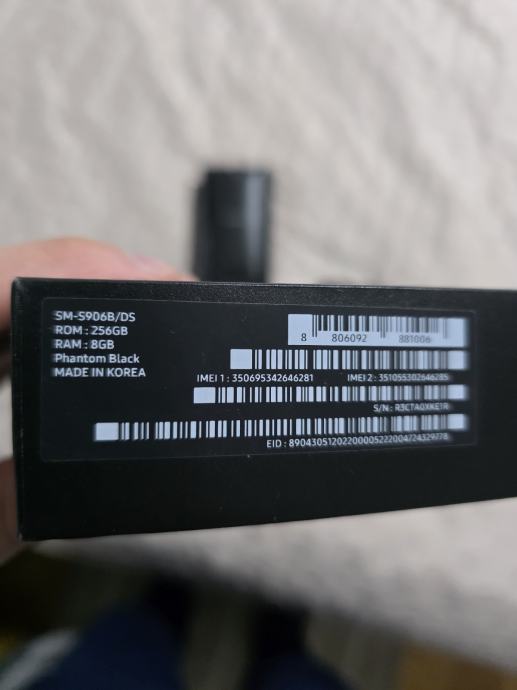 SM-S906B/DS
ROM : 256GB
RAM : 8GB
Phantom Black
MADE IN KOREA
8 806092 881006
IMEI 1 : 350695342646281 IMEI 2 : 351055302646285
S/N : R3CTA0XKE1R
EID : 89043051202200005222004724329778